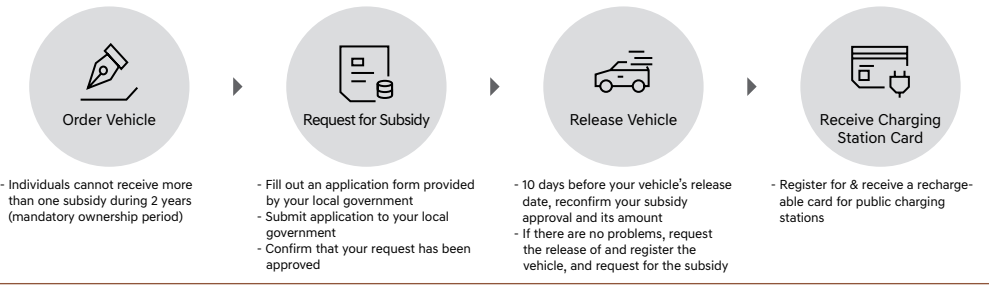 Order Vehicle
- Individuals cannot receive more
than one subsidy during 2 years
(mandatory ownership period)
Request for Subsidy
- Fill out an application form provided
by your local government
- Submit application to your local
government
- Confirm that your request has been
approved
Release Vehicle
- 10 days before your vehicle's release
date, reconfirm your subsidy
approval and its amount
- If there are no problems, request
the release of and register the
vehicle, and request for the subsidy
Receive Charging
Station Card
- Register for & receive a recharge-
able card for public charging
stations